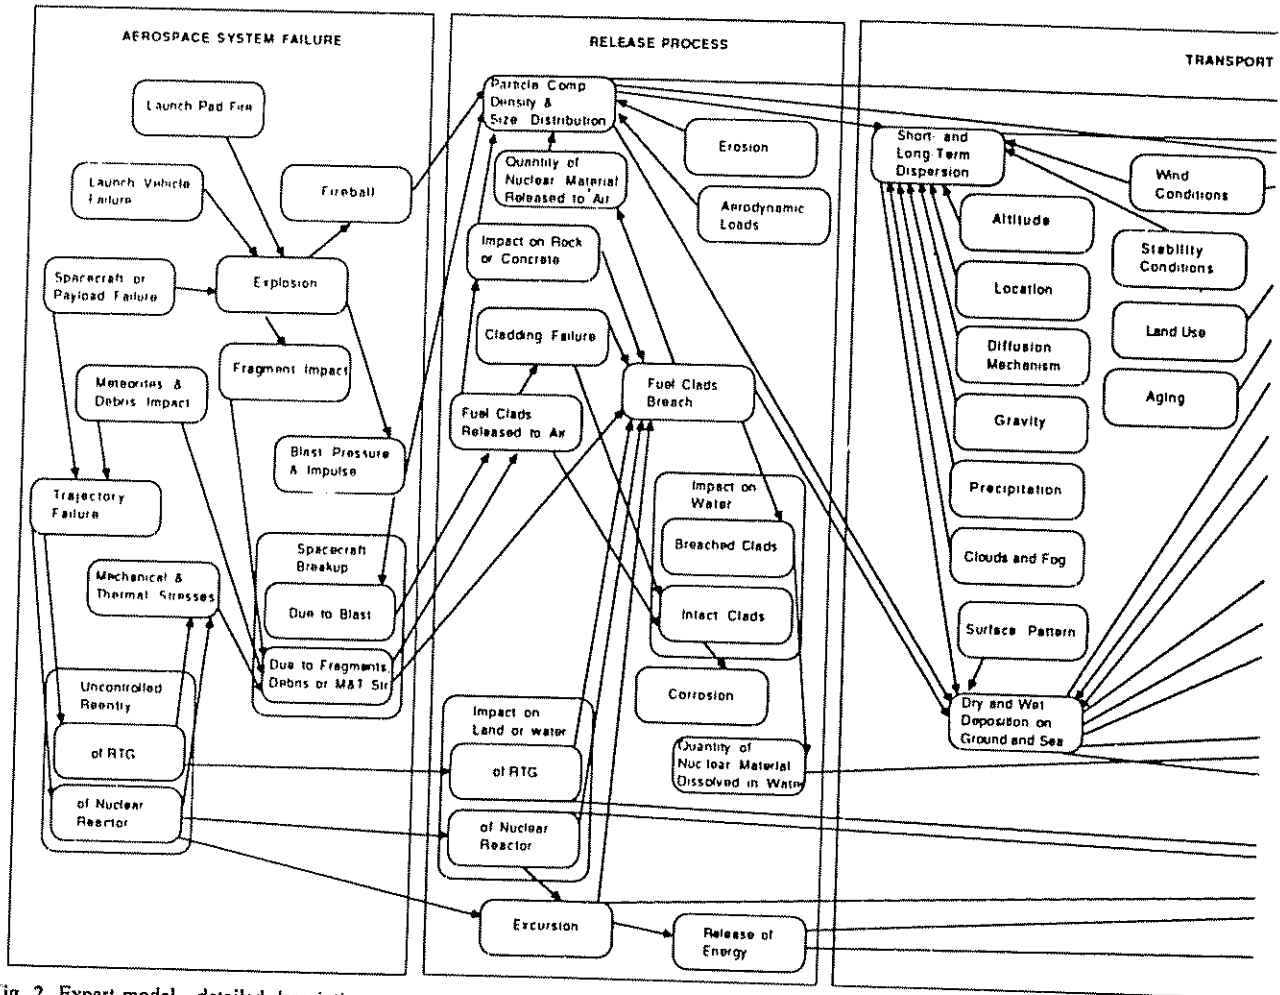 AEROSPACE SYSTEM FAILURE
Launch Pad Fire
Launch Vehicle
Failure
Fireball
Spacecraft or
Payload Failure
Explosion
Fragment Impact
Meteorites &
Debris Impact
Blast Pressure
& Impulse
Trajectory
Failure
Spacecraft
Breakup
Mechanical &
Thermal Stresses
Due to Blast
Due to Fragments,
Debris or M&T Str
Uncontrolled
Reentry
of RTG
of Nuclear
Reactor
RELEASE PROCESS
Particle Comp
Density &
Size Distribution
Erosion
Quantity of
Nuclear Material
Released to Air
Aerodynamic
Loads
Impact on Rock
or Concrete
Cladding Failure
Fuel Clads
Breach
Fuel Clads
Released to Air
Impact on
Water
Breached Clads
Intact Clads
Corrosion
Impact on
Land or water
of RTG
Quantity of
Nuclear Material
Dissolved in Water
of Nuclear
Reactor
Excursion
Release of
Energy
TRANSPORT
Short- and
Long-Term
Dispersion
Wind
Conditions
Altitude
Stability
Conditions
Location
Land Use
Diffusion
Mechanism
Aging
Gravity
Precipitation
Clouds and Fog
Surface Pattern
Dry and Wet
Deposition on
Ground and Sea
Fig. 2. Expert model